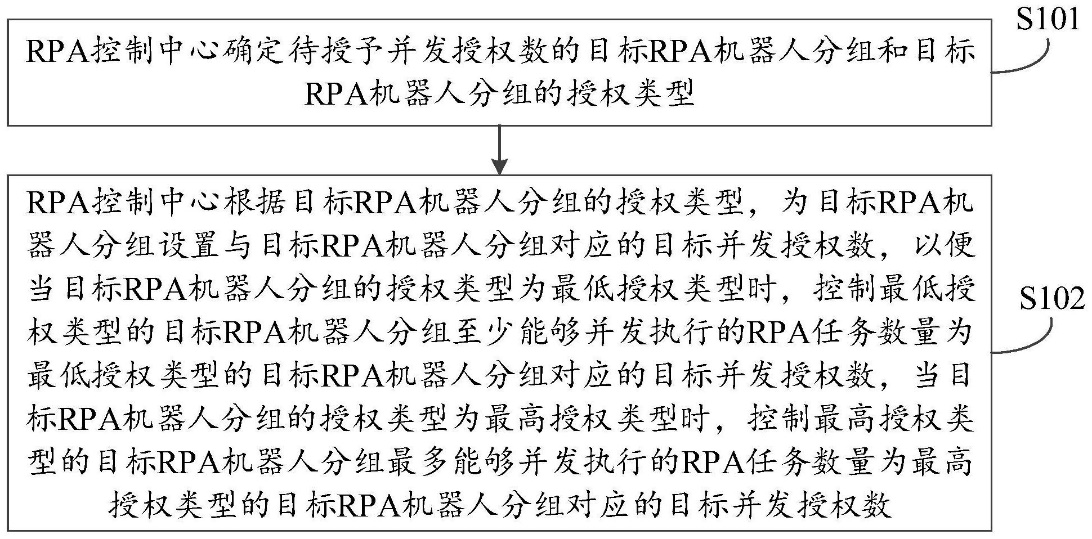 S101
RPA控制中心确定待授予并发授权数的目标RPA机器人分组和目标
RPA机器人分组的授权类型
RPA控制中心根据目标RPA机器人分组的授权类型，为目标RPA机
器人分组设置与目标RPA机器人分组对应的目标并发授权数，以便
当目标RPA机器人分组的授权类型为最低授权类型时，控制最低授
权类型的目标RPA机器人分组至少能够并发执行的RPA任务数量为
最低授权类型的目标RPA机器人分组对应的目标并发授权数，当目
标RPA机器人分组的授权类型为最高授权类型时，控制最高授权类
型的目标RPA机器人分组最多能够并发执行的RPA任务数量为最高
授权类型的目标RPA机器人分组对应的目标并发授权数
S102